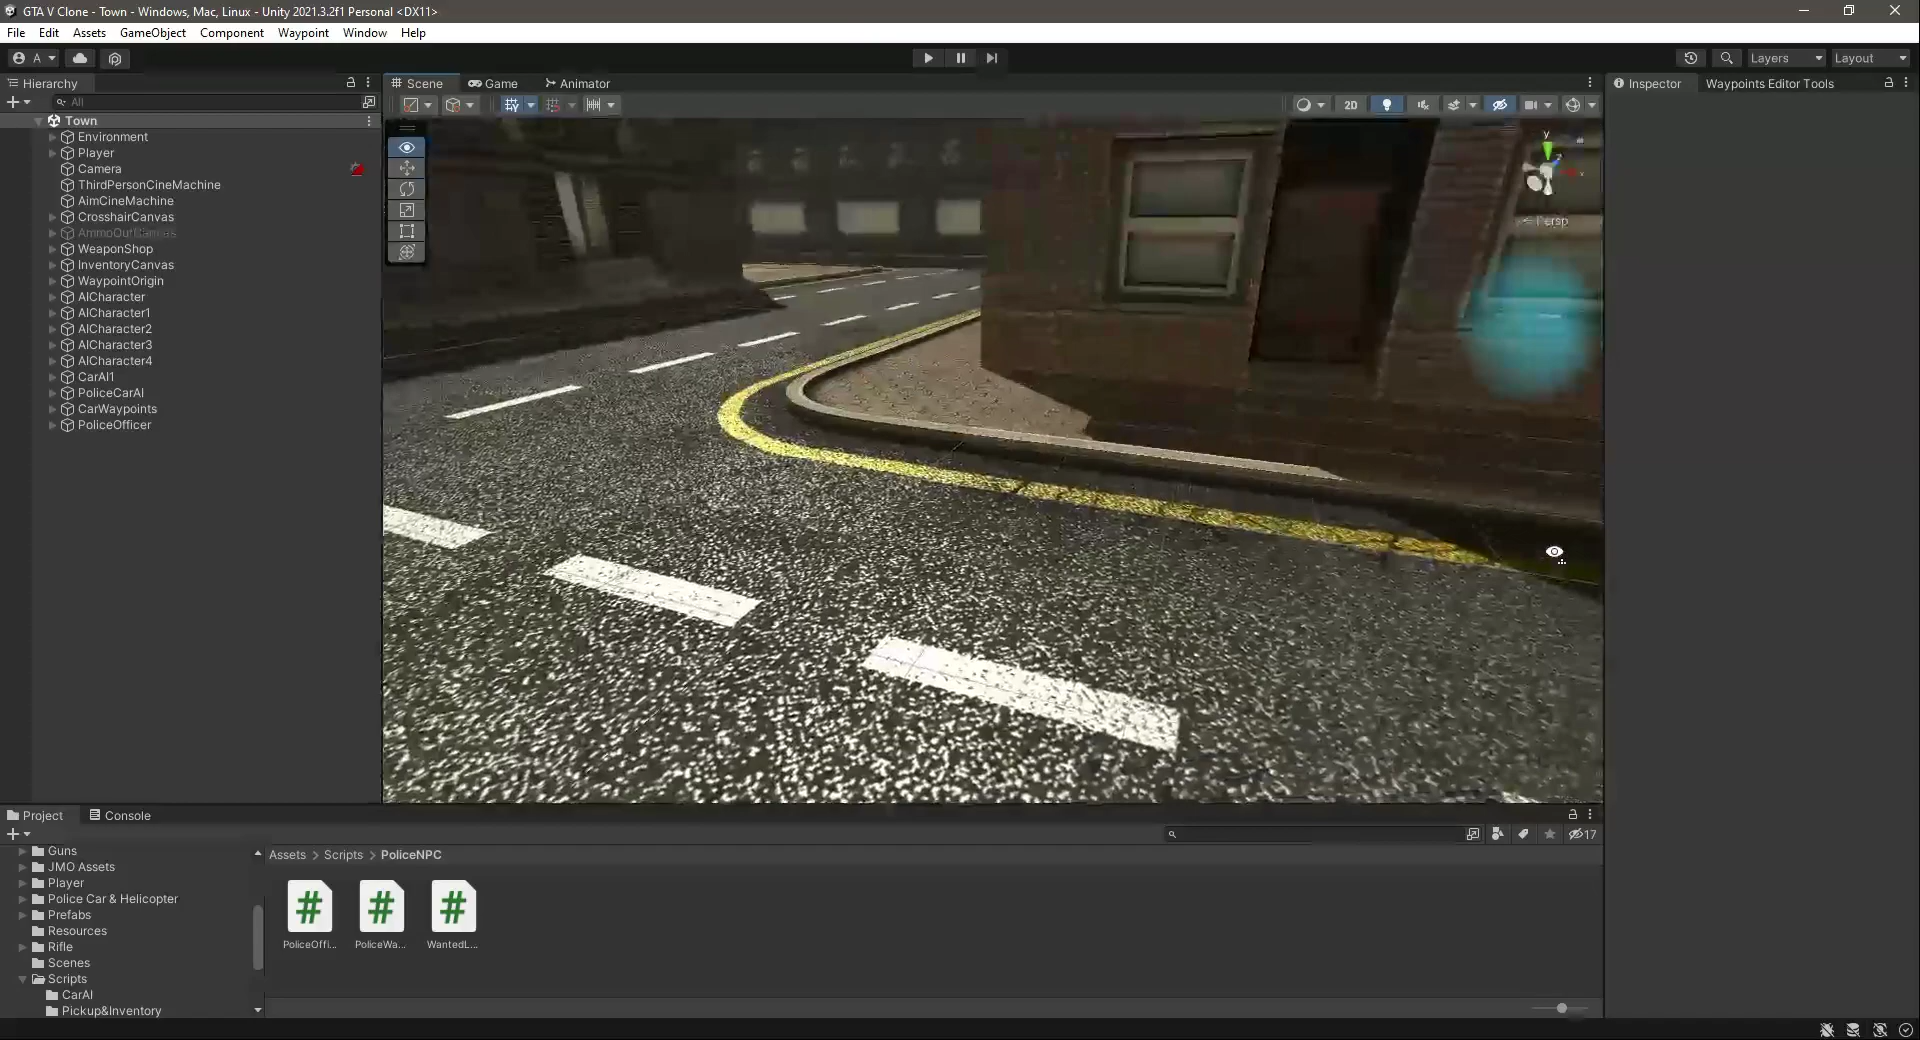 GTA V Clone - Town - Windows, Mac, Linux - Unity 2021.3.2f1 Personal <DX11>
File Edit Assets GameObject Component Waypoint Window Help
A
Layers Layout
Hierarchy
Scene Game Animator
Inspector Waypoints Editor Tools
All
2D
Town
Environment
Player
Camera
ThirdPersonCineMachine
AimCineMachine
CrosshairCanvas
AmmoOutCanvas
WeaponShop
InventoryCanvas
WaypointOrigin
AICharacter
AICharacter1
AICharacter2
AICharacter3
AICharacter4
CarAI1
PoliceCarAI
CarWaypoints
PoliceOfficer
y
x
Persp
Project Console
17
Guns
JMO Assets
Player
Police Car & Helicopter
Prefabs
Resources
Rifle
Scenes
Scripts
CarAI
Pickup&Inventory
Assets > Scripts > PoliceNPC
PoliceOffi... PoliceWa... WantedL...